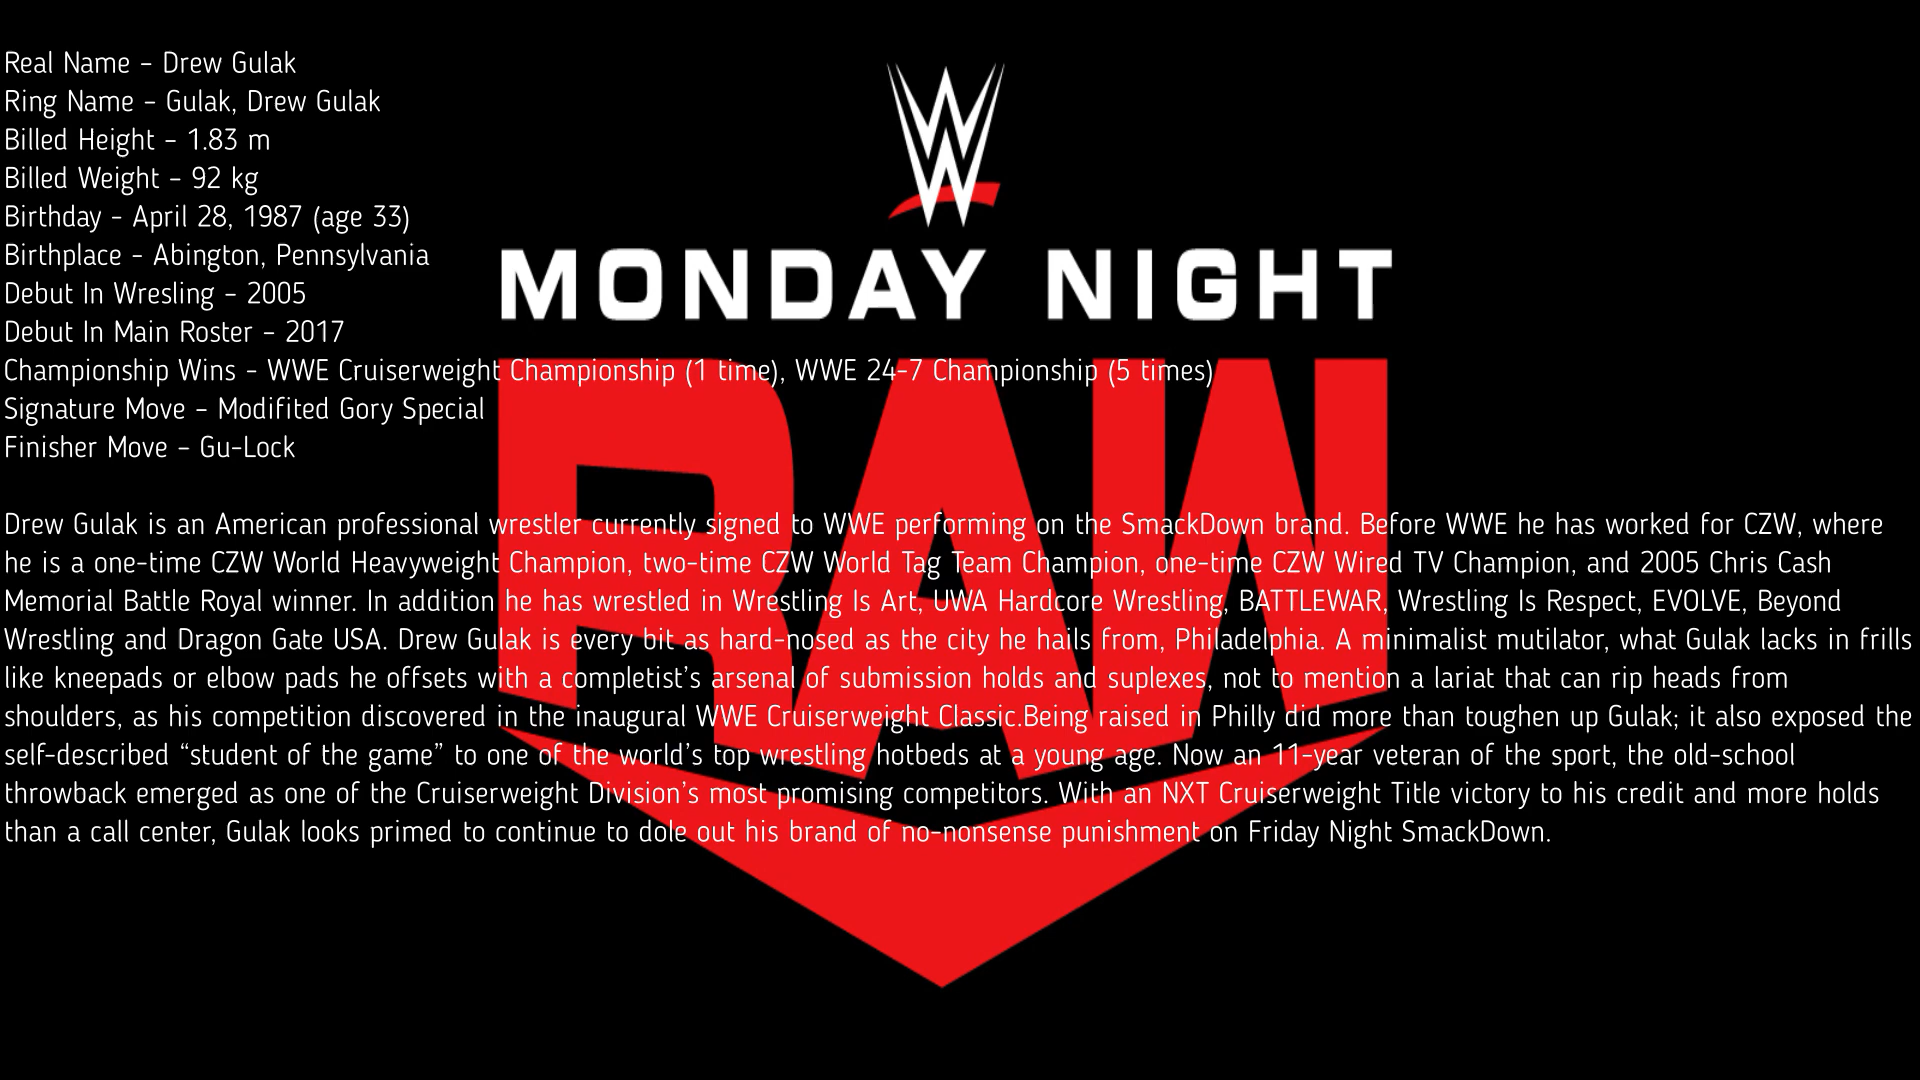 Real Name - Drew Gulak
Ring Name - Gulak, Drew Gulak
Billed Height - 1.83 m
Billed Weight - 92 kg
Birthday - April 28, 1987 (age 33)
Birthplace - Abington, Pennsylvania
Debut In Wresling - 2005
Debut In Main Roster - 2017
Championship Wins - WWE Cruiserweight Championship (1 time), WWE 24-7 Championship (5 times)
Signature Move - Modifited Gory Special
Finisher Move - Gu-Lock
Drew Gulak is an American professional wrestler currently signed to WWE performing on the SmackDown brand. Before WWE he has worked for CZW, where
he is a one-time CZW World Heavyweight Champion, two-time CZW World Tag Team Champion, one-time CZW Wired TV Champion, and 2005 Chris Cash
Memorial Battle Royal winner. In addition he has wrestled in Wrestling Is Art, UWA Hardcore Wrestling, BATTLEWAR, Wrestling Is Respect, EVOLVE, Beyond
Wrestling and Dragon Gate USA. Drew Gulak is every bit as hard-nosed as the city he hails from, Philadelphia. A minimalist mutilator, what Gulak lacks in frills
like kneepads or elbow pads he offsets with a completist's arsenal of submission holds and suplexes, not to mention a lariat that can rip heads from
shoulders, as his competition discovered in the inaugural WWE Cruiserweight Classic.Being raised in Philly did more than toughen up Gulak; it also exposed the
self-described “student of the game” to one of the world's top wrestling hotbeds at a young age. Now an 11-year veteran of the sport, the old-school
throwback emerged as one of the Cruiserweight Division's most promising competitors. With an NXT Cruiserweight Title victory to his credit and more holds
than a call center, Gulak looks primed to continue to dole out his brand of no-nonsense punishment on Friday Night SmackDown.
W
MONDAY NIGHT
RAW